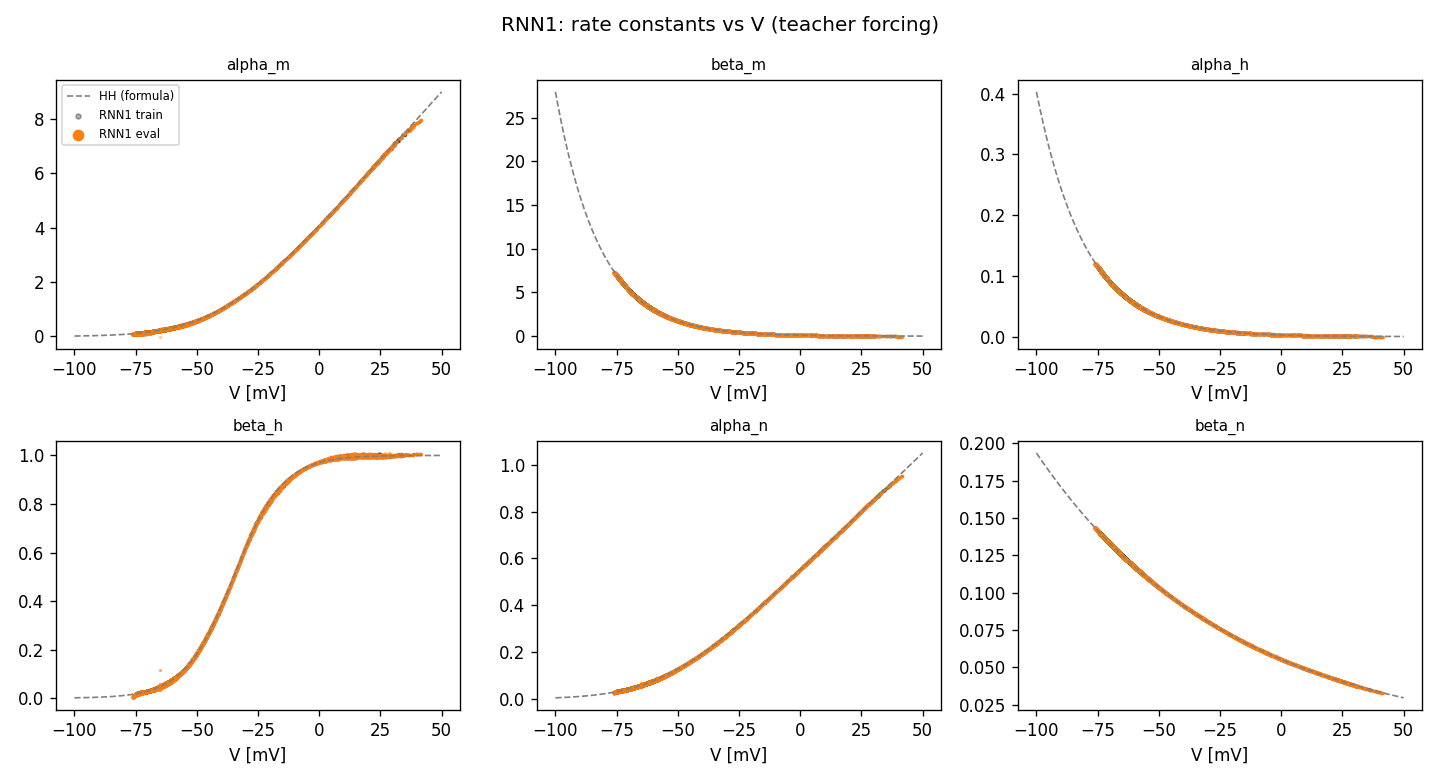 RNN1: rate constants vs V (teacher forcing)
alpha_m
beta_m
alpha_h
HH (formula)
RNN1 train
RNN1 eval
8
6
4
2
0
25
20
15
10
5
0
0.4
0.3
0.2
0.1
0.0
−100 −75 −50 −25 0 25 50
−100 −75 −50 −25 0 25 50
−100 −75 −50 −25 0 25 50
V [mV]
V [mV]
V [mV]
beta_h
alpha_n
beta_n
1.0
0.8
0.6
0.4
0.2
0.0
1.0
0.8
0.6
0.4
0.2
0.0
0.200
0.175
0.150
0.125
0.100
0.075
0.050
0.025
−100 −75 −50 −25 0 25 50
−100 −75 −50 −25 0 25 50
−100 −75 −50 −25 0 25 50
V [mV]
V [mV]
V [mV]